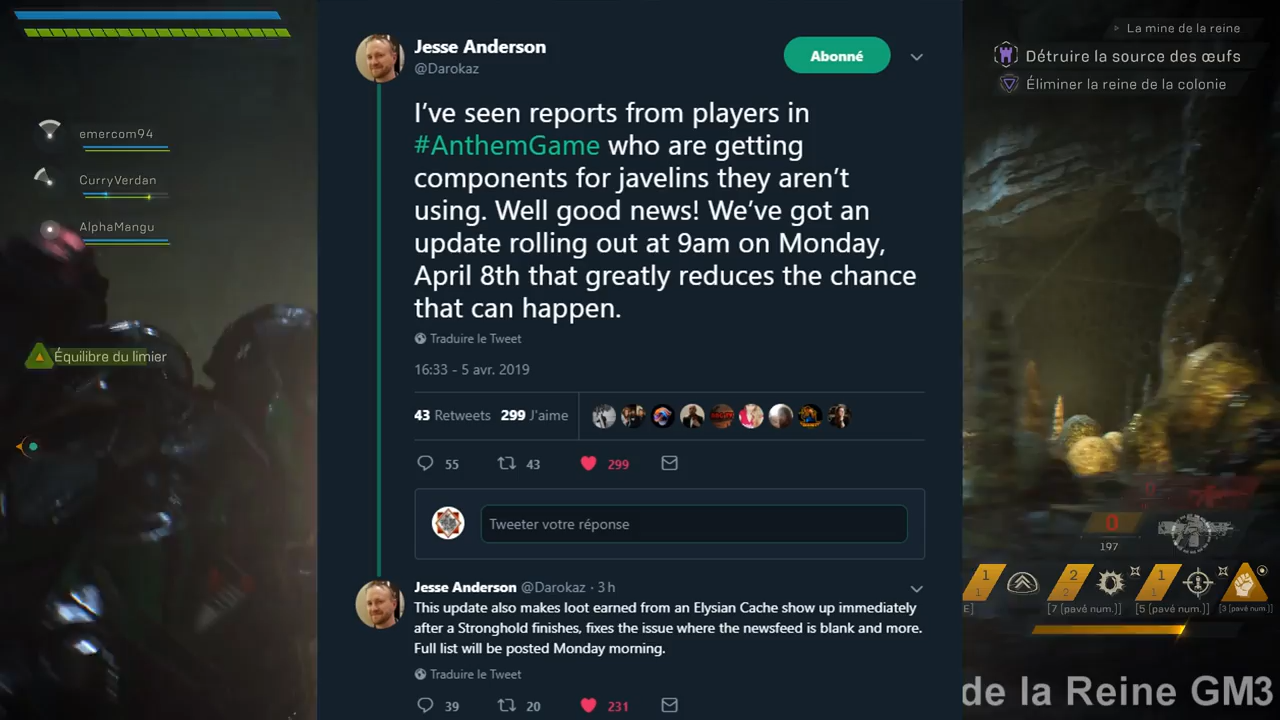 La mine de la reine
Détruire la source des œufs
Éliminer la reine de la colonie
emercom94
CurryVerdan
AlphaMangu
Équilibre du limier
Jesse Anderson
@Darokaz
Abonné
I've seen reports from players in
#AnthemGame who are getting
components for javelins they aren't
using. Well good news! We've got an
update rolling out at 9am on Monday,
April 8th that greatly reduces the chance
that can happen.
Traduire le Tweet
16:33 - 5 avr. 2019
43 Retweets 299 J'aime
55 43 299
Tweeter votre réponse
Jesse Anderson @Darokaz · 3 h
This update also makes loot earned from an Elysian Cache show up immediately
after a Stronghold finishes, fixes the issue where the newsfeed is blank and more.
Full list will be posted Monday morning.
Traduire le Tweet
39 20 231
0
0
197
1 2 1
1 2 1
E] [7 (pavé num.)] [5 (pavé num.)] [3 (pavé num.)]
de la Reine GM3